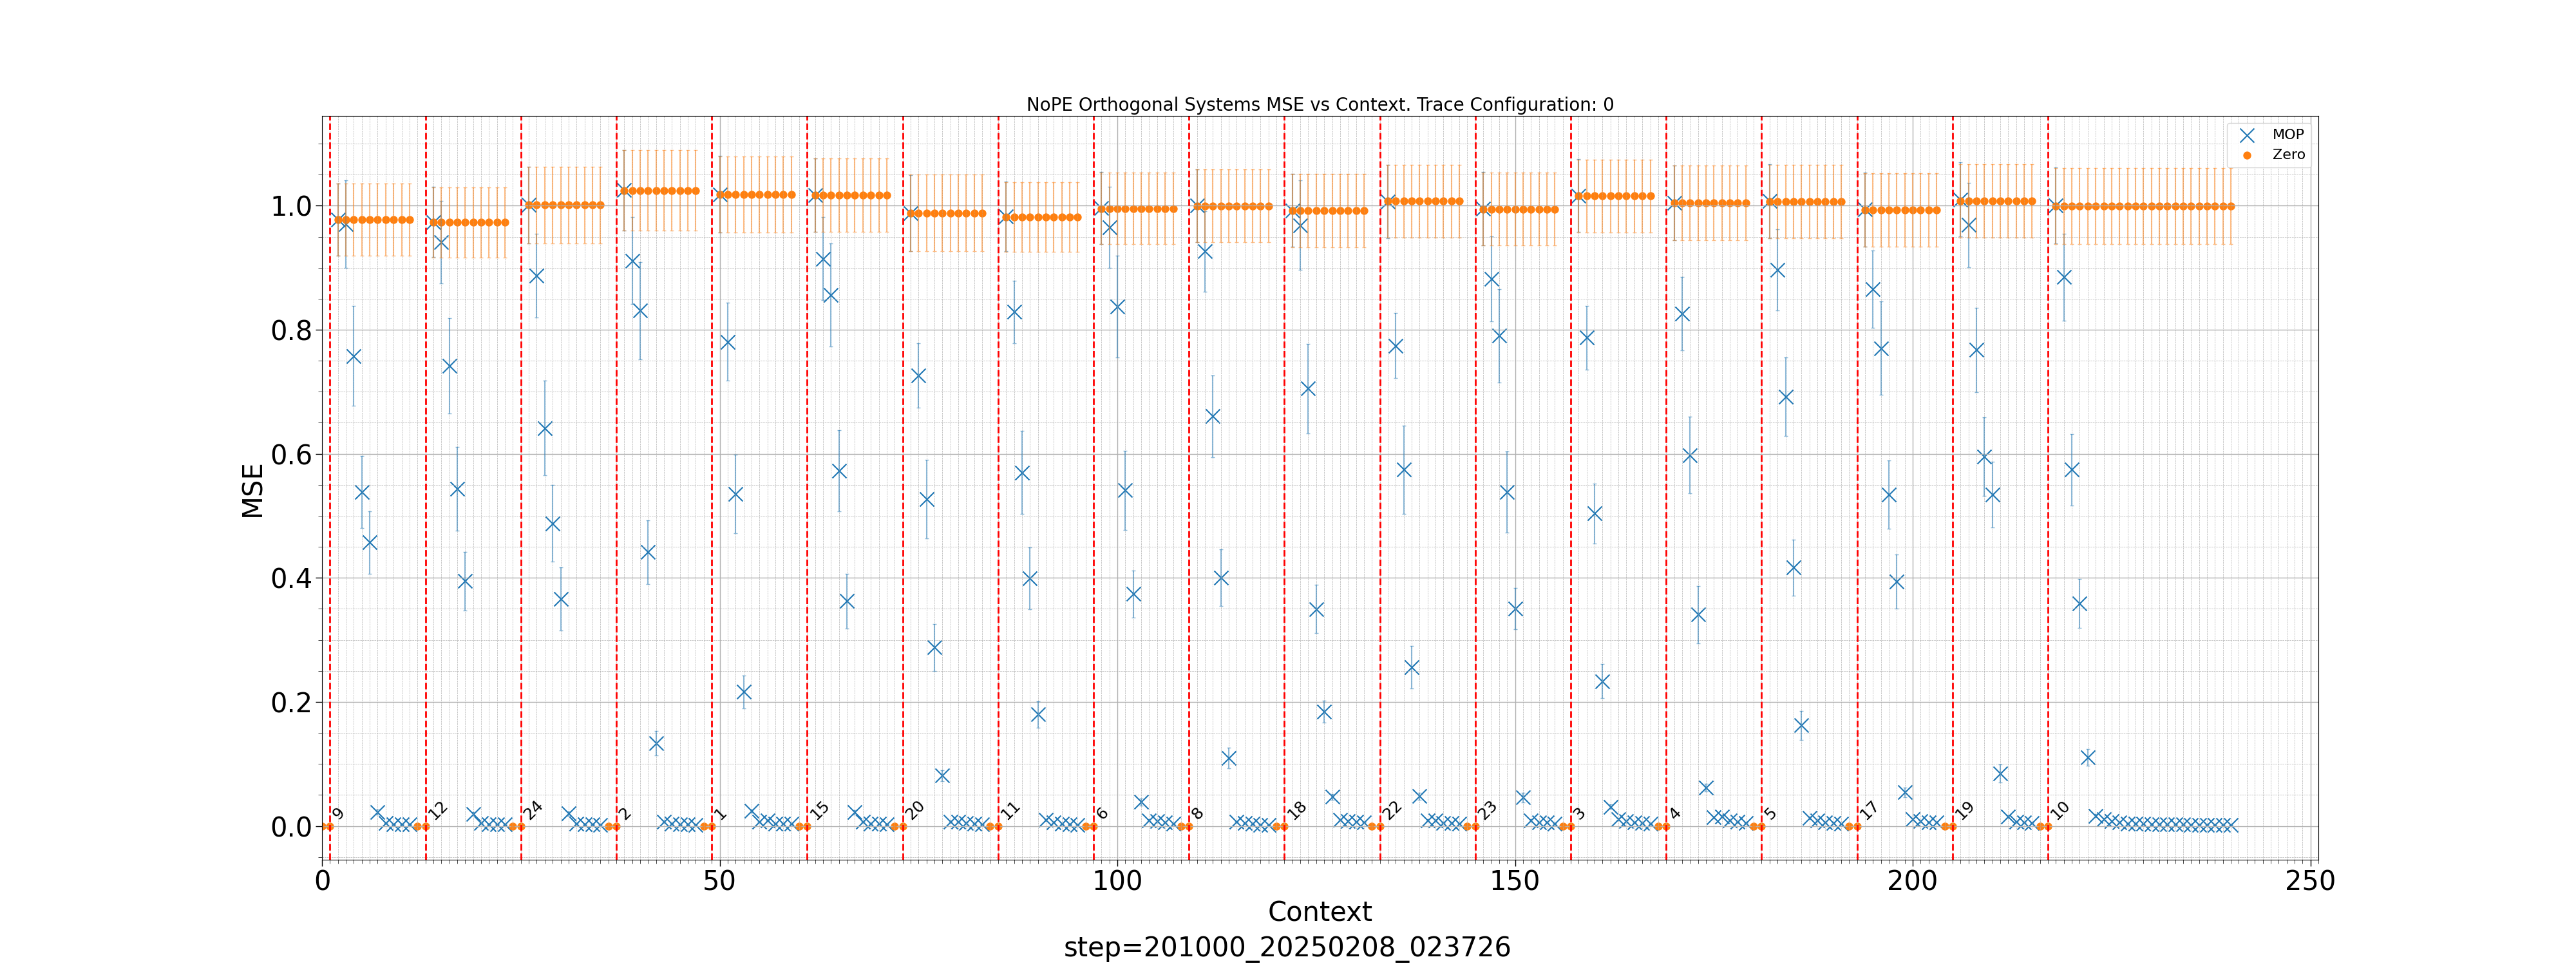 NoPE Orthogonal Systems MSE vs Context. Trace Configuration: 0
MOP
Zero
MSE
1.0
0.8
0.6
0.4
0.2
0.0
9 12 24 2 1 15 20 11 6 8 18 22 23 3 4 5 17 19 10
0 50 100 150 200 250
Context
step=201000_20250208_023726